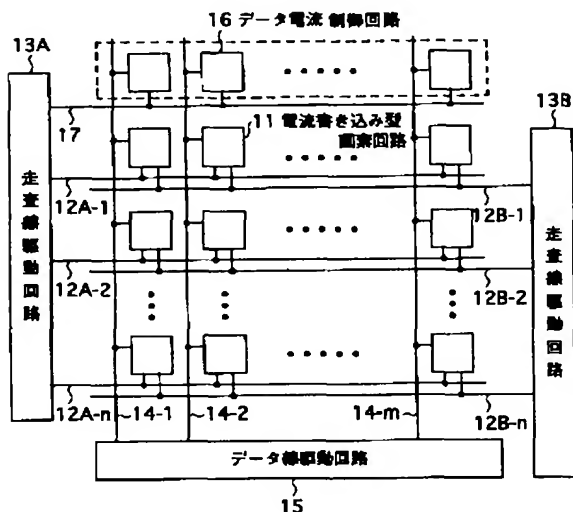 16 データ電流制御回路
13A
13B
17
11 電流書き込み型
画素回路
走査線駆動回路
12A-1
12B-1
走査線駆動回路
12A-2
12B-2
12A-n
14-1
14-2
14-m
12B-n
データ線駆動回路
15